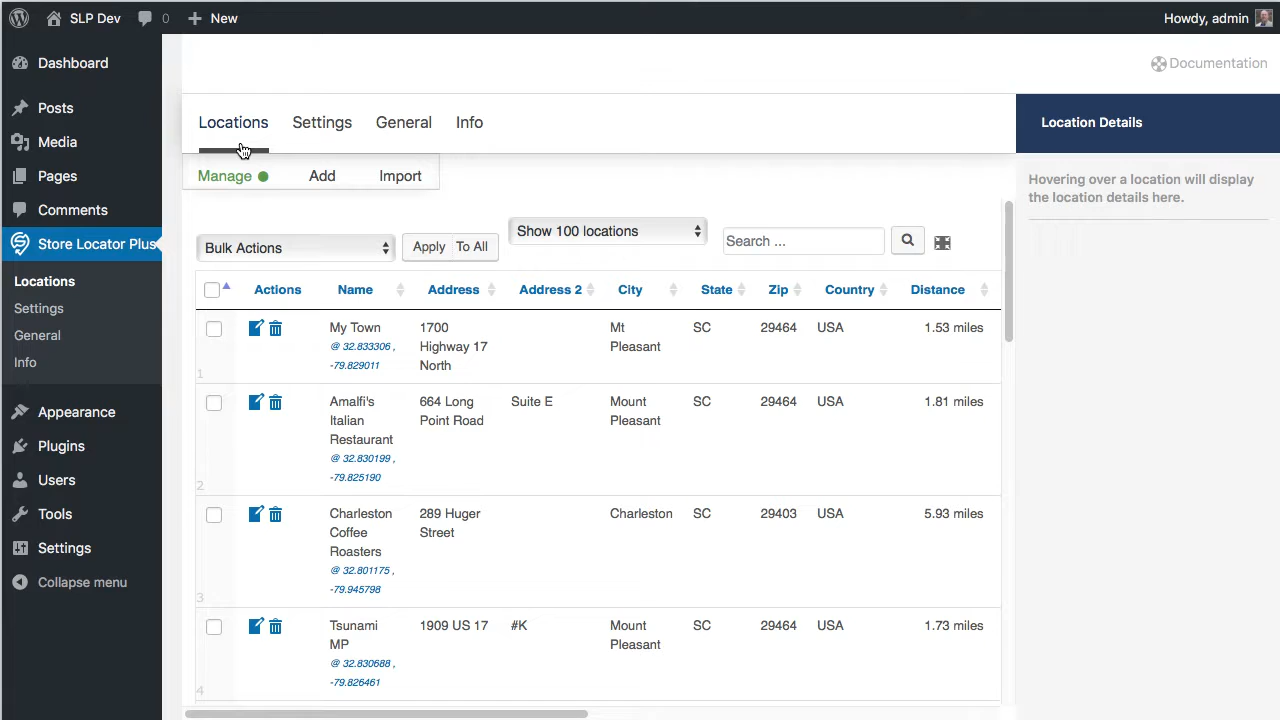 SLP Dev 0 New Howdy, admin
Dashboard
Posts
Media
Pages
Comments
Store Locator Plus
Locations
Settings
General
Info
Appearance
Plugins
Users
Tools
Settings
Collapse menu
Documentation
Locations Settings General Info
Manage Add Import
Bulk Actions Apply To All Show 100 locations Search ...
Actions Name Address Address 2 City State Zip Country Distance
My Town 1700 Mt SC 29464 USA 1.53 miles
@ 32.833306 , Highway 17 Pleasant
-79.829011 North
1
Amalfi's 664 Long Suite E Mount SC 29464 USA 1.81 miles
Italian Point Road Pleasant
Restaurant
@ 32.830199 ,
-79.825190
2
Charleston 289 Huger Charleston SC 29403 USA 5.93 miles
Coffee Street
Roasters
@ 32.801175 ,
-79.945798
3
Tsunami 1909 US 17 #K Mount SC 29464 USA 1.73 miles
MP Pleasant
@ 32.830688 ,
-79.826461
4
Location Details
Hovering over a location will display
the location details here.